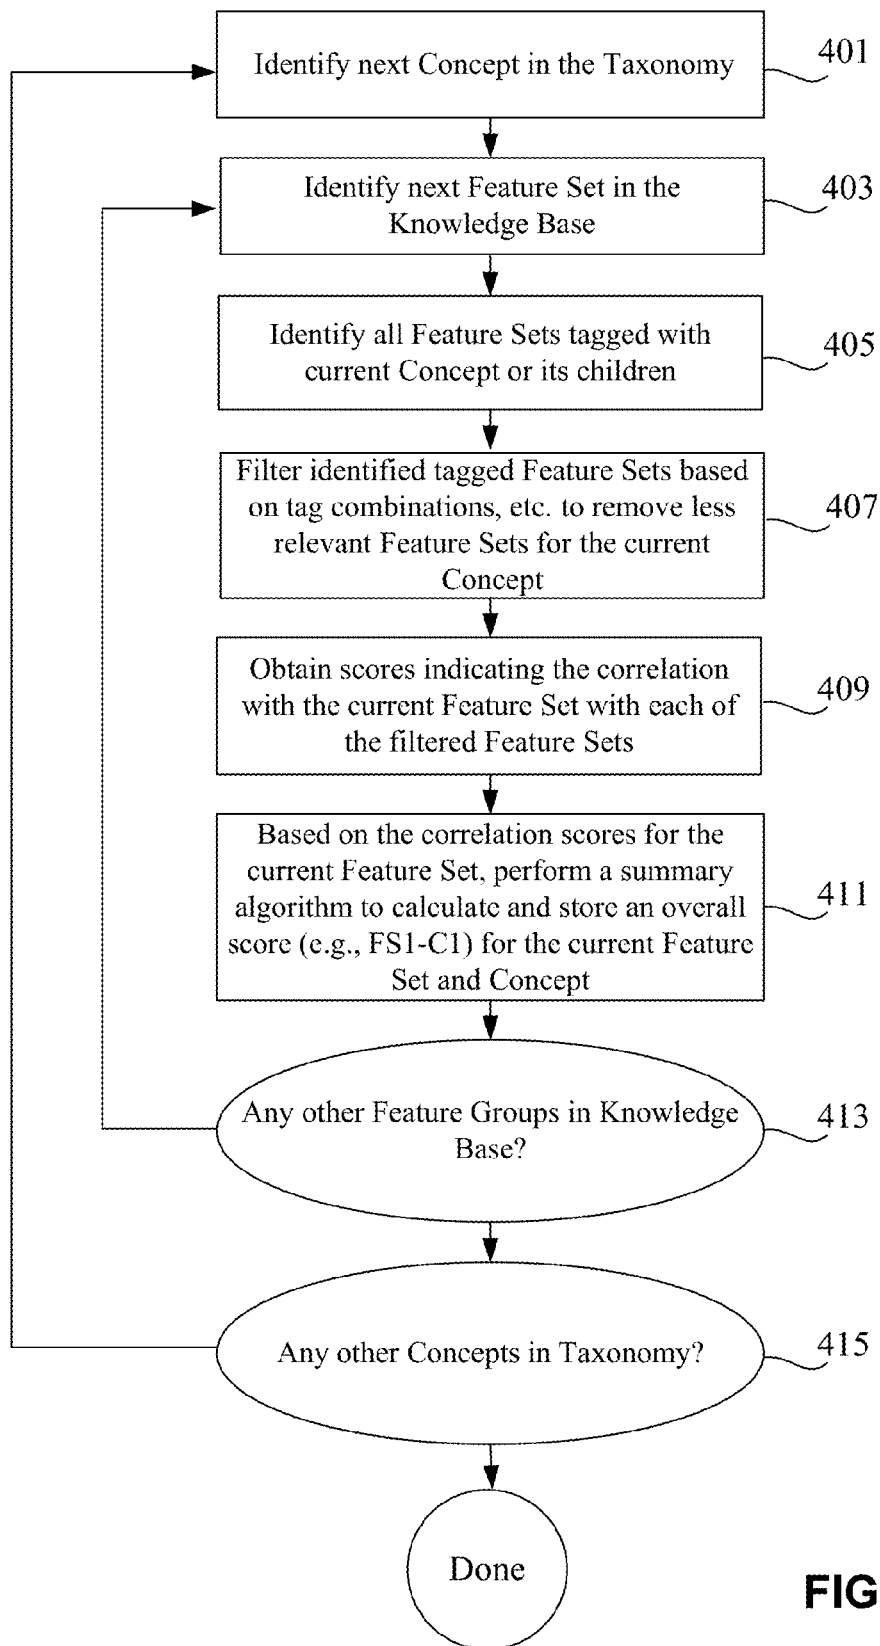 Identify next Concept in the Taxonomy
401
Identify next Feature Set in the
Knowledge Base
403
Identify all Feature Sets tagged with
current Concept or its children
405
Filter identified tagged Feature Sets based
on tag combinations, etc. to remove less
relevant Feature Sets for the current
Concept
407
Obtain scores indicating the correlation
with the current Feature Set with each of
the filtered Feature Sets
409
Based on the correlation scores for the
current Feature Set, perform a summary
algorithm to calculate and store an overall
score (e.g., FS1-C1) for the current Feature
Set and Concept
411
Any other Feature Groups in Knowledge
Base?
413
Any other Concepts in Taxonomy?
415
Done
FIG